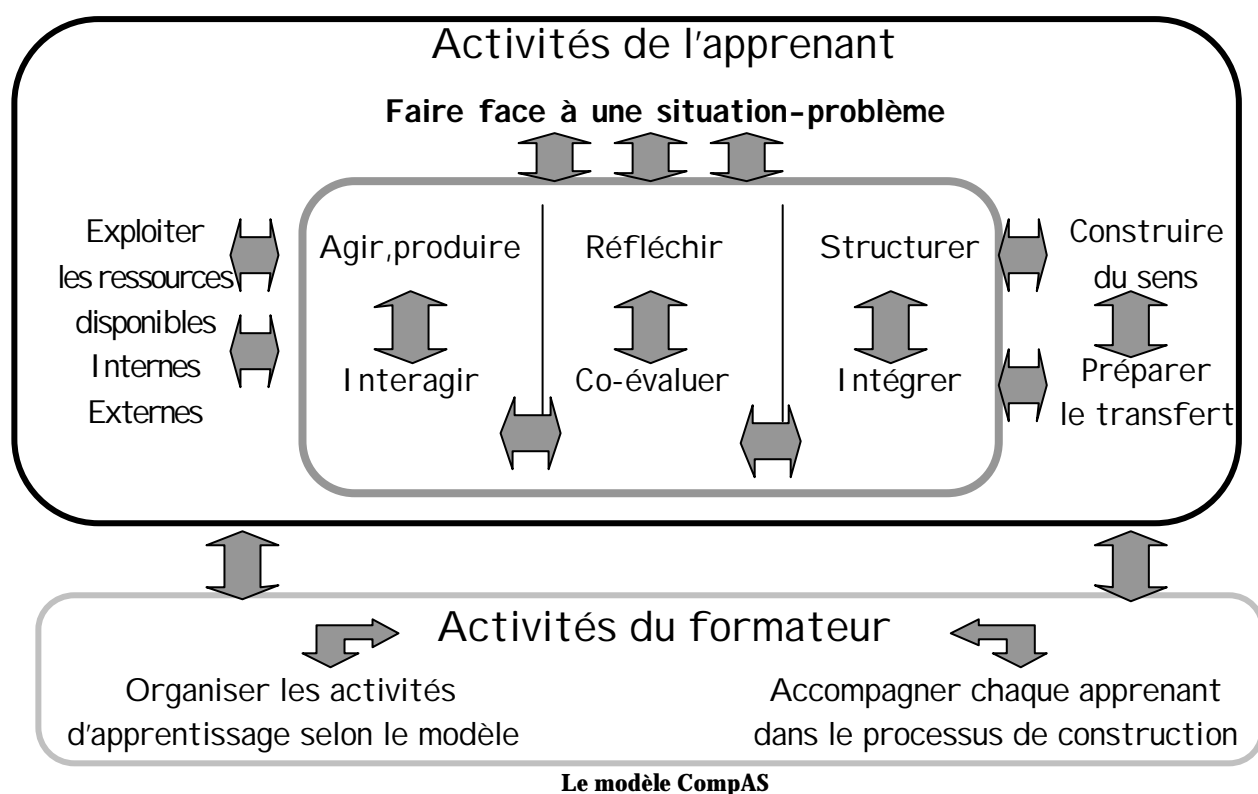 Activités de l'apprenant
Faire face à une situation-problème
Exploiter
les ressources
disponibles
Internes
Externes
Agir,produire
Interagir
Réfléchir
Co-évaluer
Structurer
Intégrer
Construire
du sens
Préparer
le transfert
Activités du formateur
Organiser les activités
d'apprentissage selon le modèle
Accompagner chaque apprenant
dans le processus de construction
Le modèle CompAS